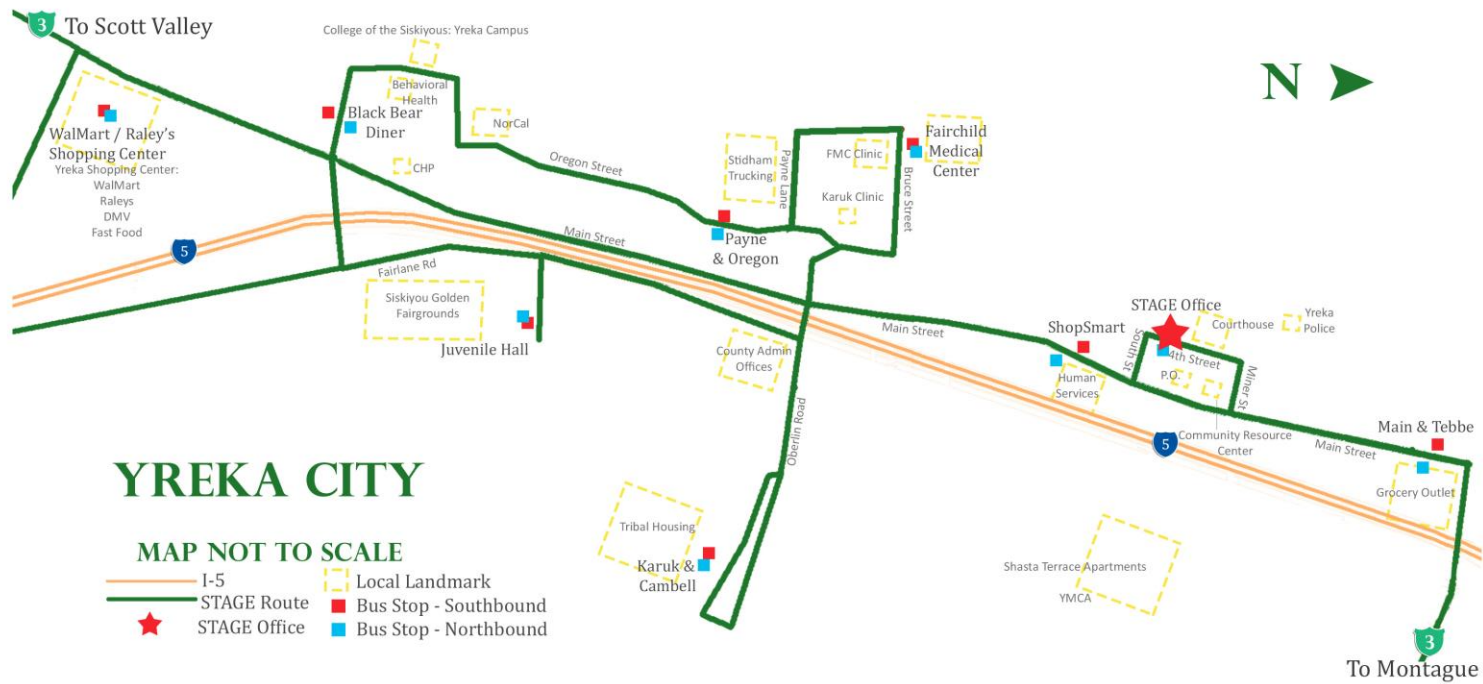 3 To Scott Valley
College of the Siskiyous: Yreka Campus
N
Behavioral
Health
Black Bear
Diner
NorCal
WalMart / Raley's
Shopping Center
Yreka Shopping Center:
WalMart
Raleys
DMV
Fast Food
CHP
Oregon Street
Stidham
Trucking
Payne Lane
FMC Clinic
Karuk Clinic
Bruce Street
Fairchild
Medical
Center
5
Main Street
Payne
& Oregon
Fairlane Rd
Siskiyou Golden
Fairgrounds
Juvenile Hall
County Admin
Offices
Main Street
ShopSmart
Human
Services
STAGE Office
Courthouse
Yreka
Police
South St
4th Street
P.O.
Miner St
Community Resource
Center
5
Main Street
Main & Tebbe
Grocery Outlet
Oberlin Road
Tribal Housing
Karuk &
Cambell
Shasta Terrace Apartments
YMCA
YREKA CITY
MAP NOT TO SCALE
I-5
STAGE Route
STAGE Office
Local Landmark
Bus Stop - Southbound
Bus Stop - Northbound
3
To Montague